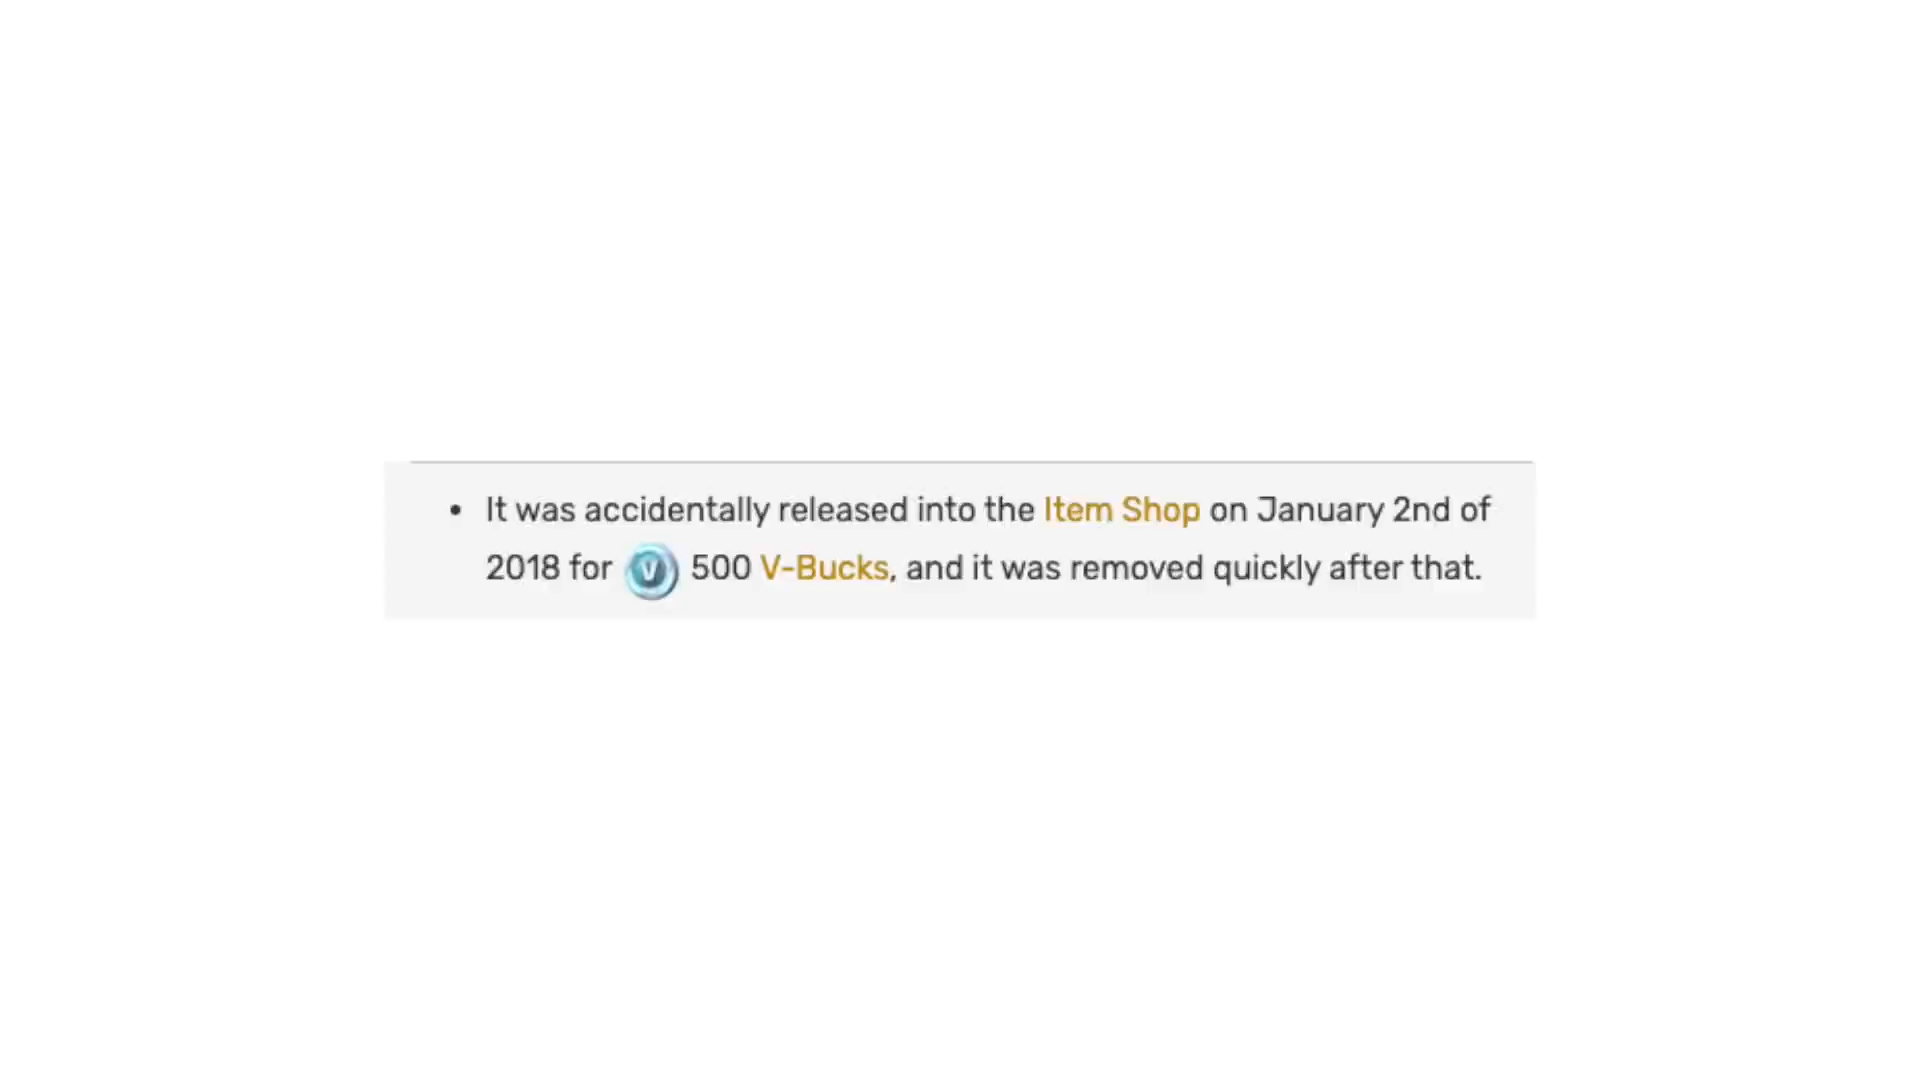 • It was accidentally released into the Item Shop on January 2nd of
2018 for V 500 V-Bucks, and it was removed quickly after that.